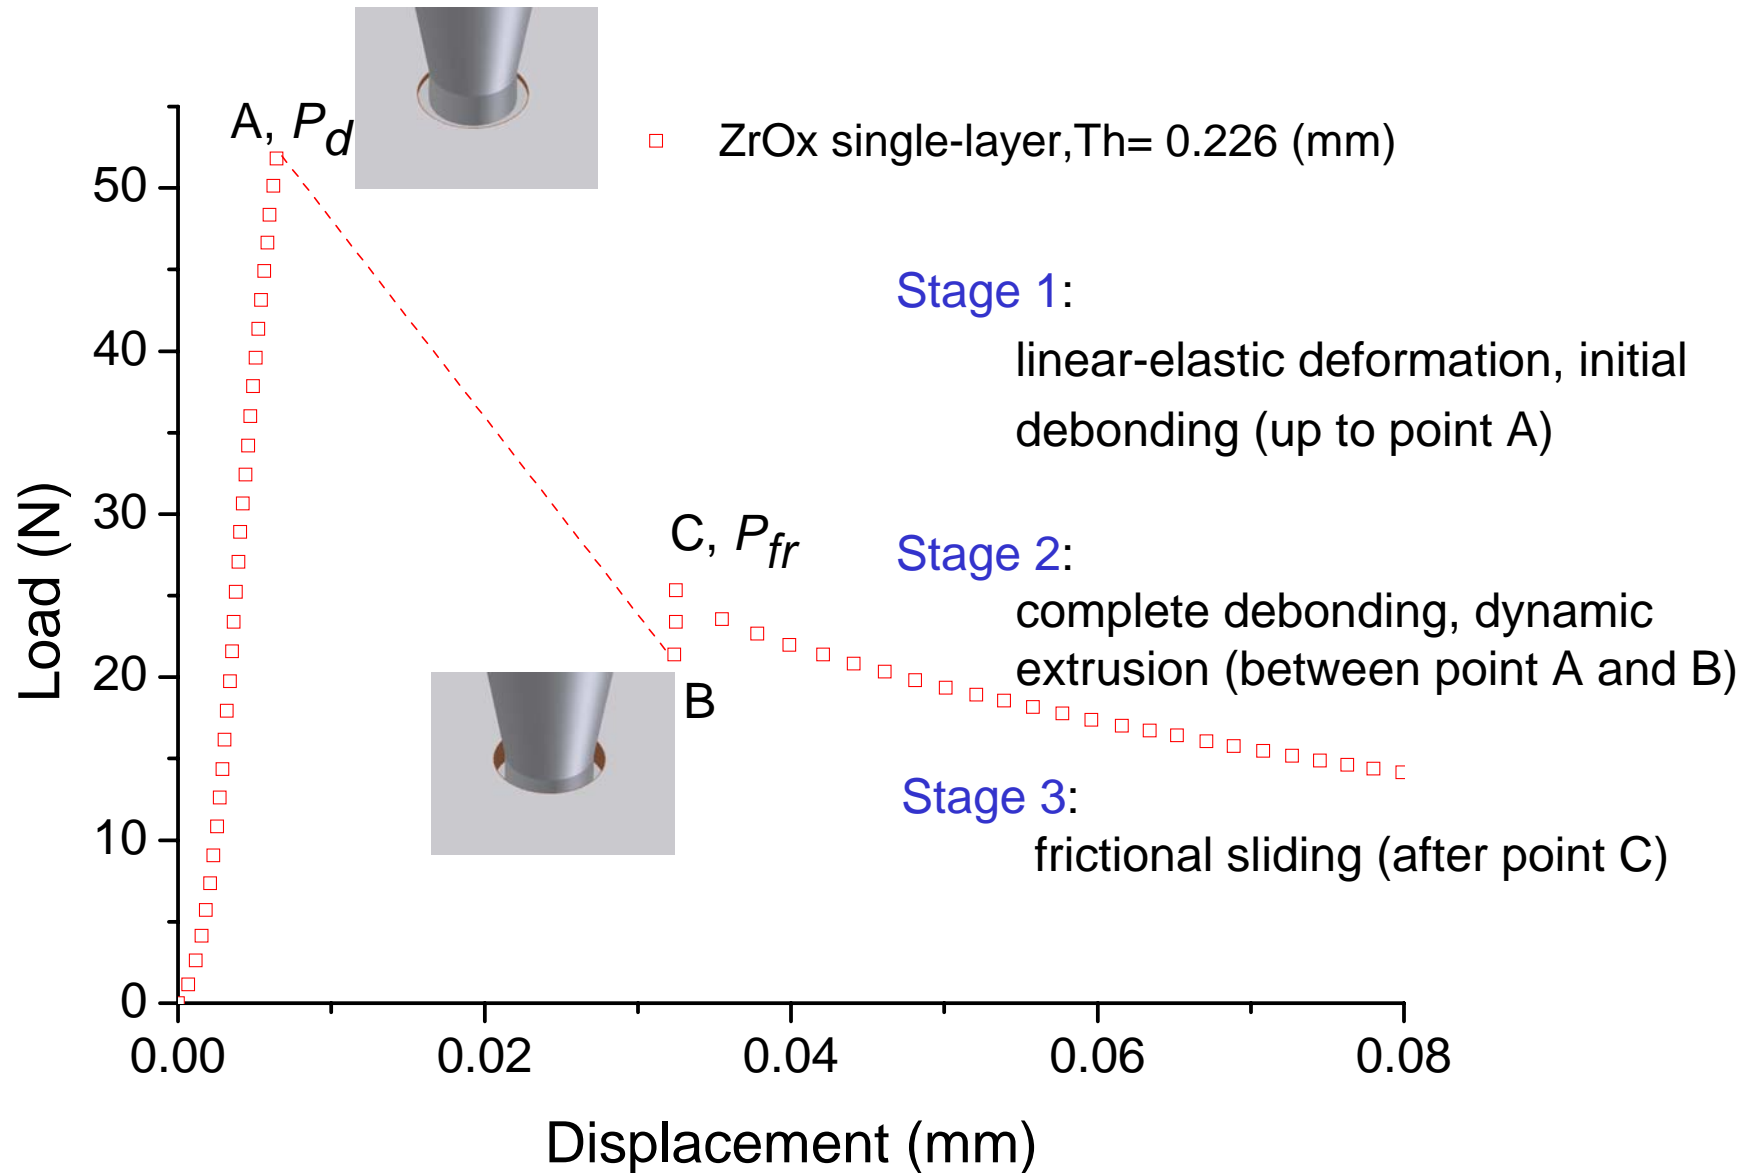 A, Pd
ZrOx single-layer,Th= 0.226 (mm)
50
40
30
20
10
0
Load (N)
Stage 1:
linear-elastic deformation, initial
debonding (up to point A)
C, Pfr
Stage 2:
complete debonding, dynamic
extrusion (between point A and B)
B
Stage 3:
frictional sliding (after point C)
0.00 0.02 0.04 0.06 0.08
Displacement (mm)